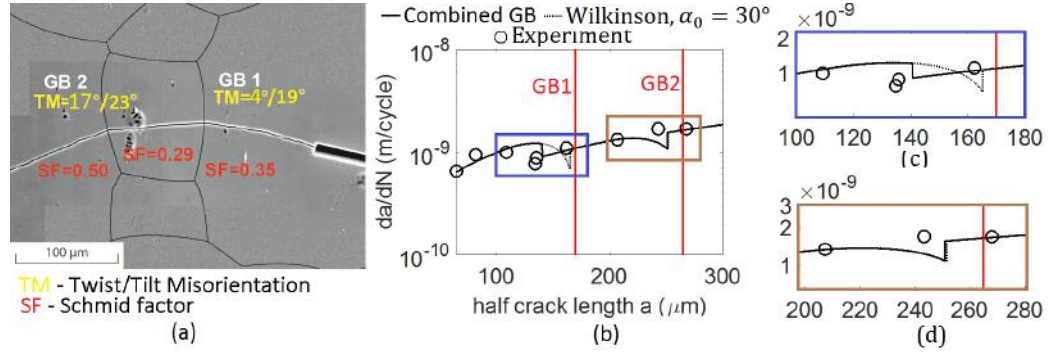 GB 2
TM=17°/23°
GB 1
TM=4°/19°
SF=0.29
SF=0.50
SF=0.35
100 μm
TM - Twist/Tilt Misorientation
SF - Schmid factor
(a)
Combined GB Wilkinson, α₀ = 30°
Experiment
10⁻⁸
10⁻⁹
10⁻¹⁰
da/dN (m/cycle)
GB1
GB2
100 200 300
half crack length a (μm)
(b)
×10⁻⁹
2
1
0
100 120 140 160 180
(c)
×10⁻⁹
3
2
1
200 220 240 260 280
(d)